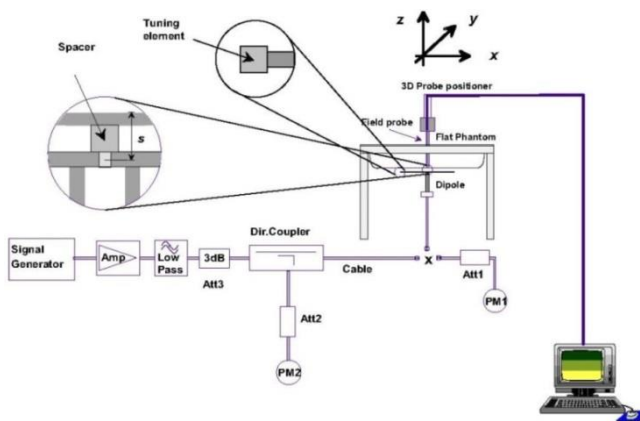 Tuning
element
Spacer
s
z
y
x
3D Probe positioner
Field probe
Flat Phantom
Dipole
Signal
Generator
Amp
Low
Pass
3dB
Att3
Dir.Coupler
Cable
x
Att1
PM1
Att2
PM2